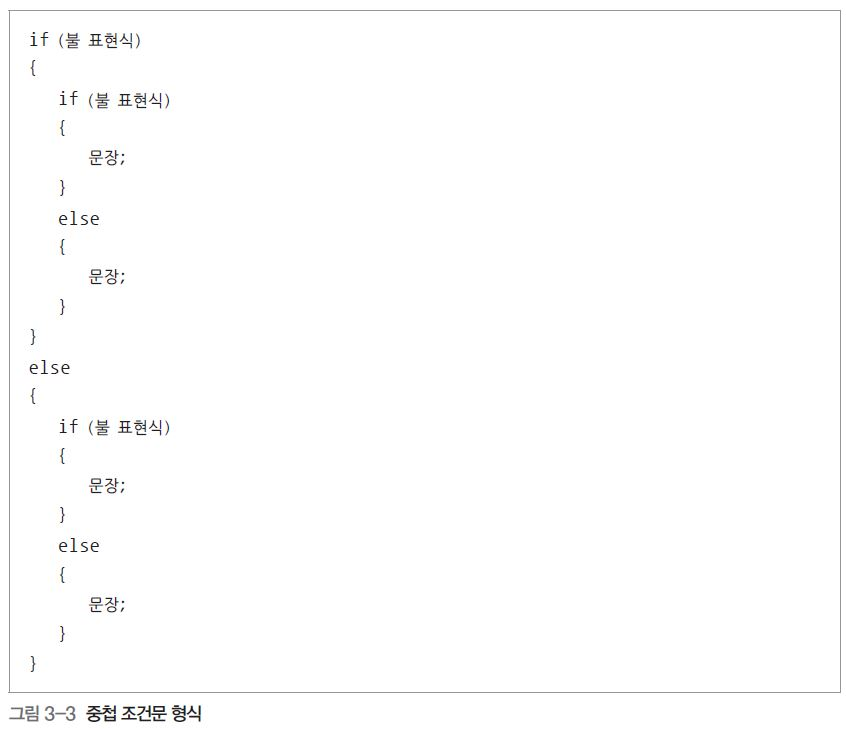 if (불 표현식)
{
   if (불 표현식)
   {
      문장;
   }
   else
   {
      문장;
   }
}
else
{
   if (불 표현식)
   {
      문장;
   }
   else
   {
      문장;
   }
}
그림 3-3 중첩 조건문 형식